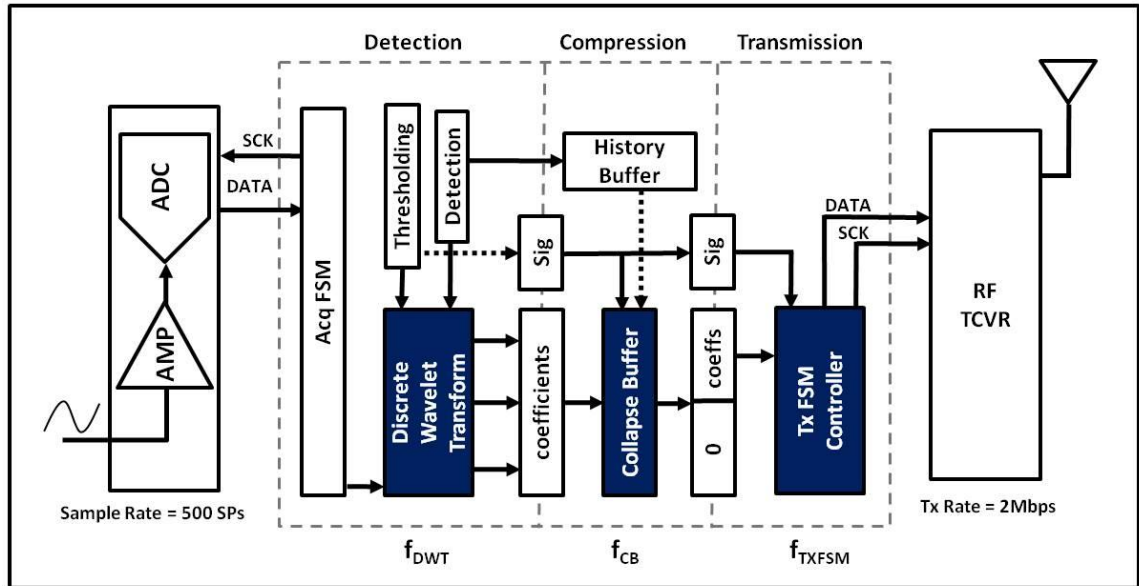 Detection
Compression
Transmission
SCK
DATA
ADC
AMP
Acq FSM
Thresholding
Detection
History
Buffer
Sig
Sig
DATA
SCK
Discrete
Wavelet
Transform
coefficients
Collapse Buffer
coeffs
0
Tx FSM
Controller
RF
TCVR
Sample Rate = 500 SPs
Tx Rate = 2Mbps
fDWT
fCB
fTXFSM